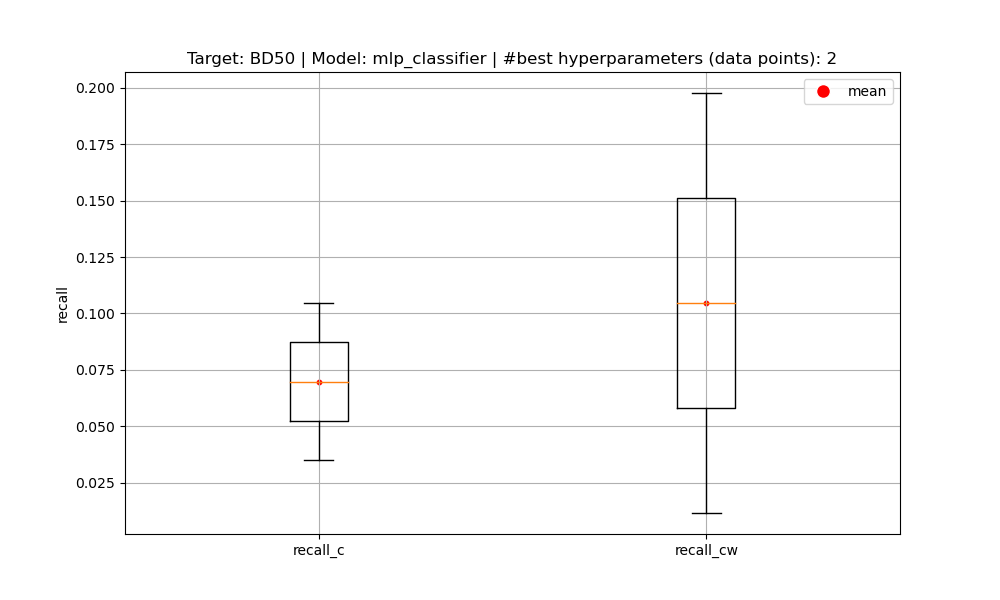 Target: BD50 | Model: mlp_classifier | #best hyperparameters (data points): 2
mean
recall
0.200
0.175
0.150
0.125
0.100
0.075
0.050
0.025
recall_c
recall_cw